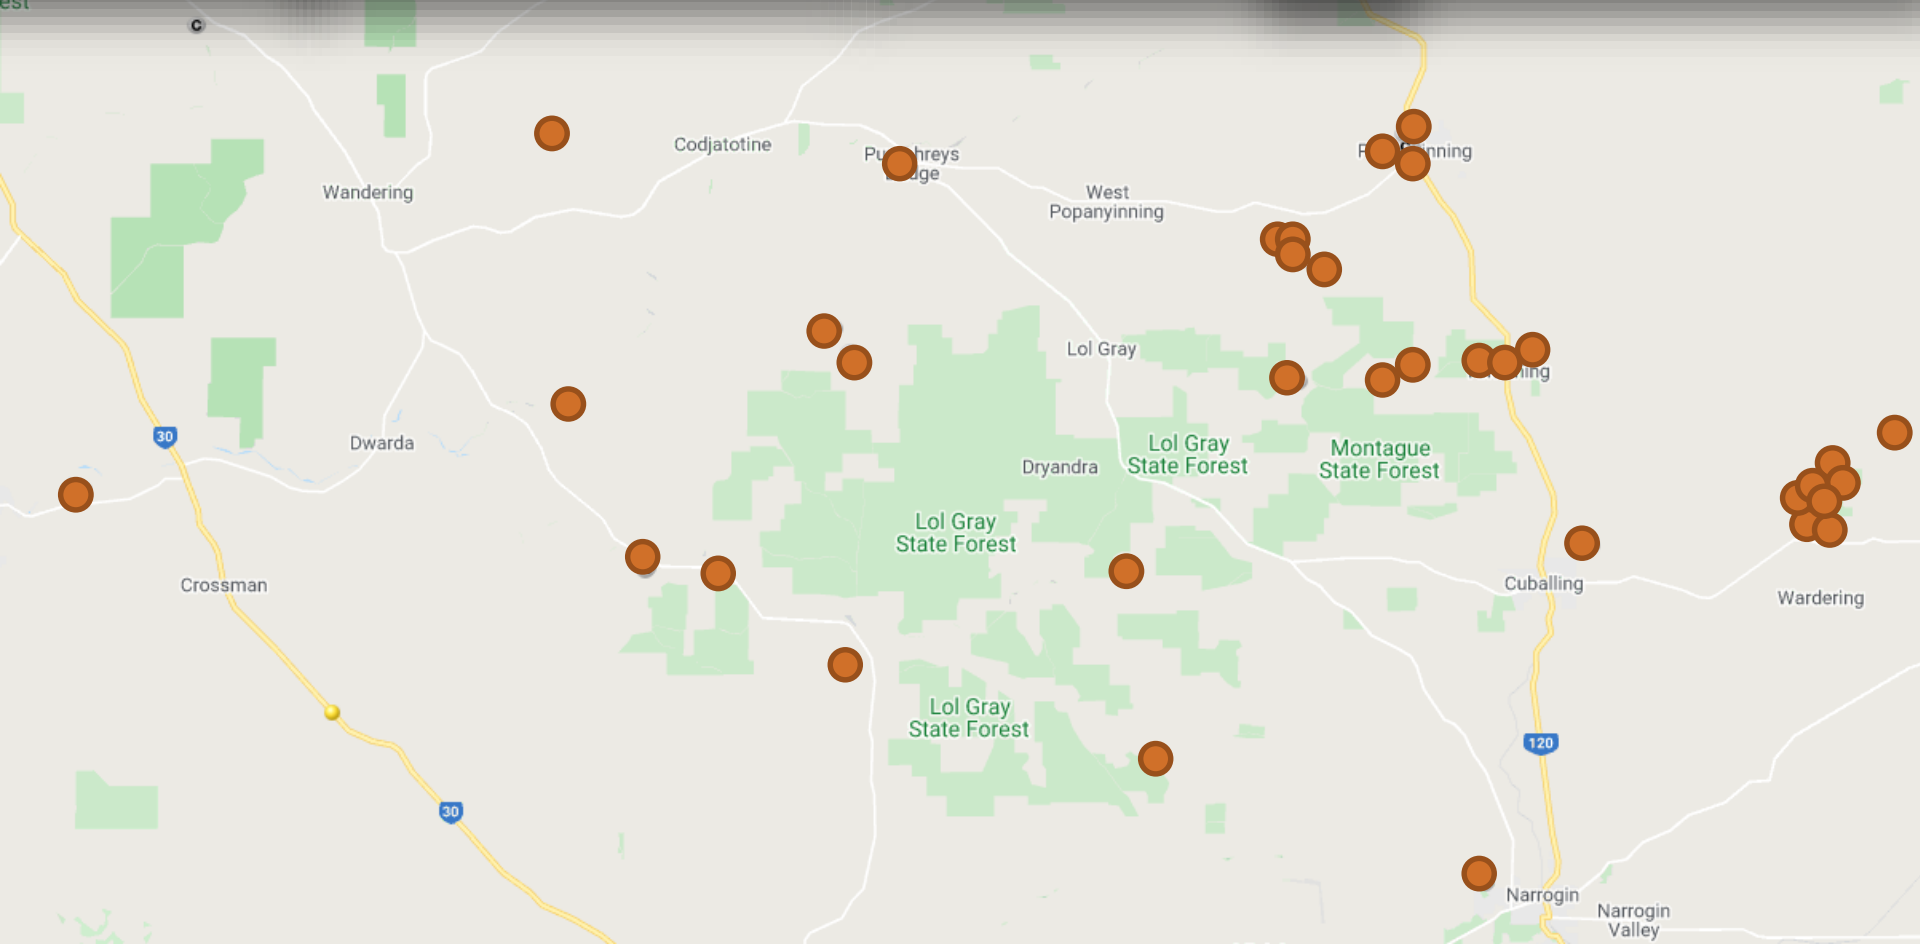 est
C
Codjatotine
Wandering
West
Popanyinning
Lol Gray
Dwarda
30
Lol Gray
State Forest
Montague
State Forest
Dryandra
Lol Gray
State Forest
Crossman
Cuballing
Wardering
Lol Gray
State Forest
120
30
Narrogin
Narrogin
Valley